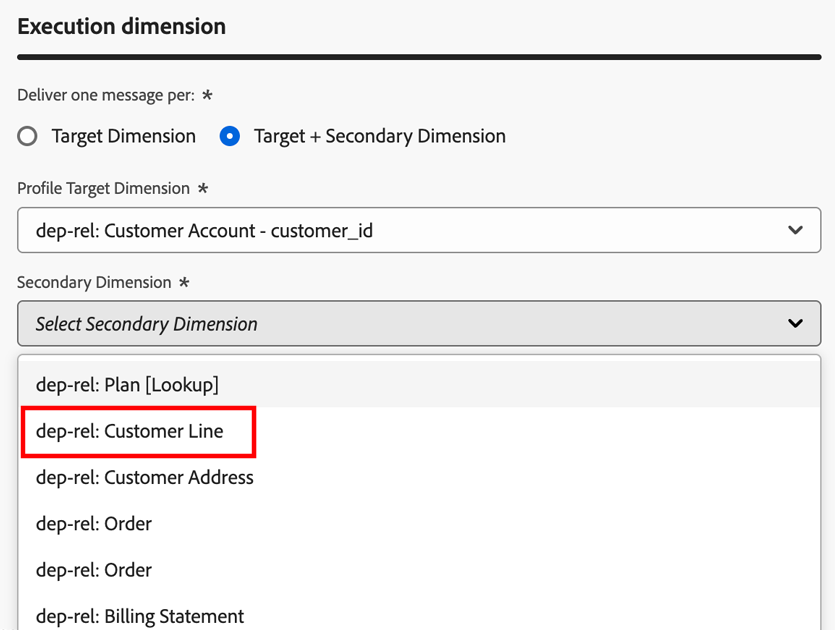 Execution dimension
Deliver one message per: *
Target Dimension Target + Secondary Dimension
Profile Target Dimension *
dep-rel: Customer Account - customer_id
Secondary Dimension *
Select Secondary Dimension
dep-rel: Plan [Lookup]
dep-rel: Customer Line
dep-rel: Customer Address
dep-rel: Order
dep-rel: Order
dep-rel: Billing Statement